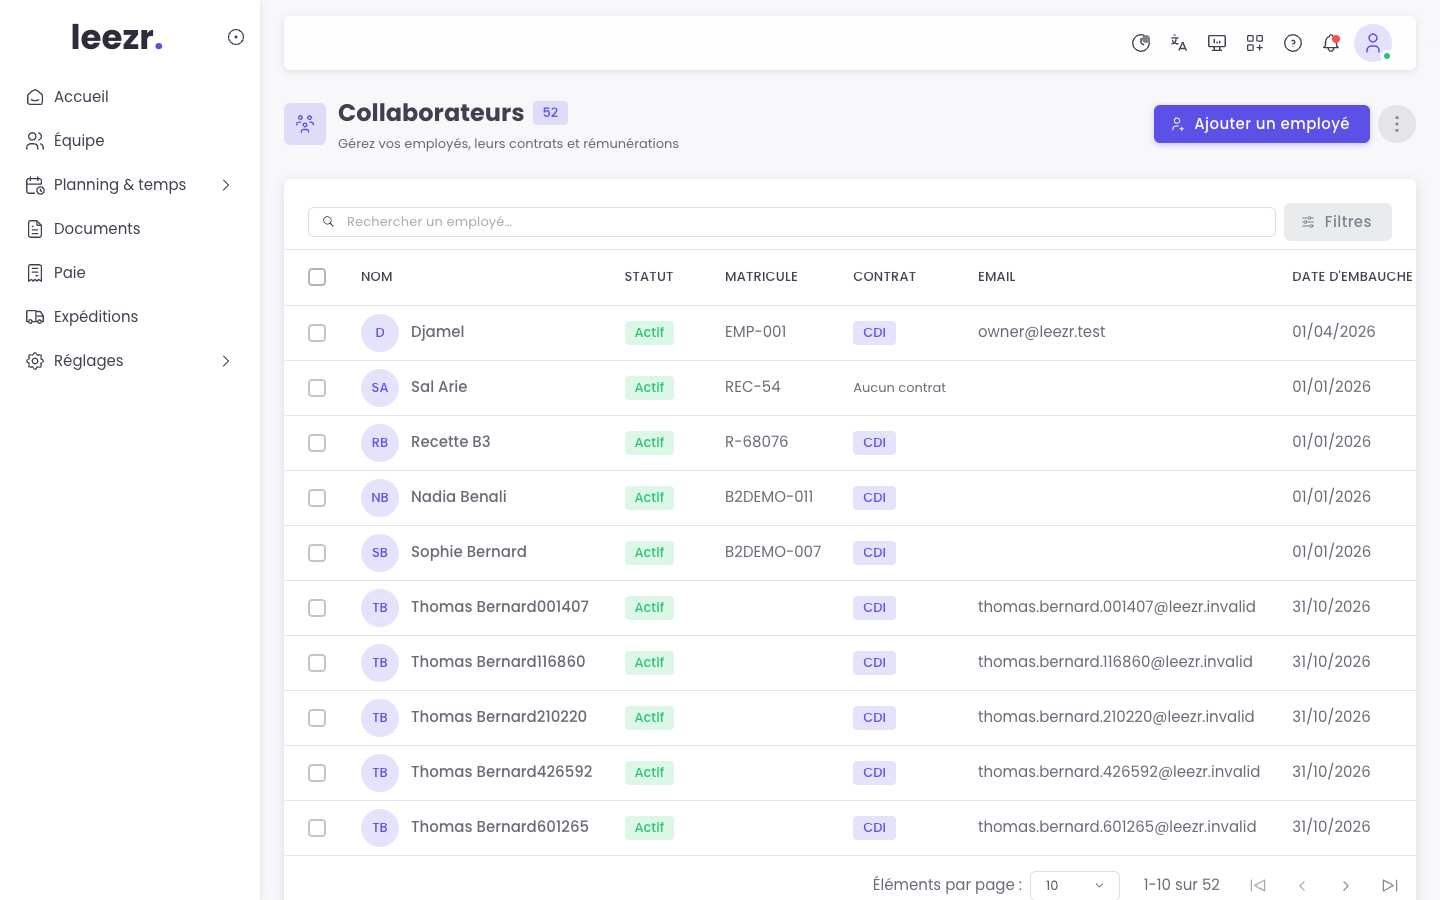 leezr.
Accueil
Équipe
Planning & temps
Documents
Paie
Expéditions
Réglages
Collaborateurs 52
Gérez vos employés, leurs contrats et rémunérations
Ajouter un employé
Rechercher un employé...
Filtres
NOM STATUT MATRICULE CONTRAT EMAIL DATE D'EMBAUCHE
D Djamel Actif EMP-001 CDI owner@leezr.test 01/04/2026
SA Sal Arie Actif REC-54 Aucun contrat 01/01/2026
RB Recette B3 Actif R-68076 CDI 01/01/2026
NB Nadia Benali Actif B2DEMO-011 CDI 01/01/2026
SB Sophie Bernard Actif B2DEMO-007 CDI 01/01/2026
TB Thomas Bernard001407 Actif CDI thomas.bernard.001407@leezr.invalid 31/10/2026
TB Thomas Bernard116860 Actif CDI thomas.bernard.116860@leezr.invalid 31/10/2026
TB Thomas Bernard210220 Actif CDI thomas.bernard.210220@leezr.invalid 31/10/2026
TB Thomas Bernard426592 Actif CDI thomas.bernard.426592@leezr.invalid 31/10/2026
TB Thomas Bernard601265 Actif CDI thomas.bernard.601265@leezr.invalid 31/10/2026
Éléments par page : 10 1-10 sur 52